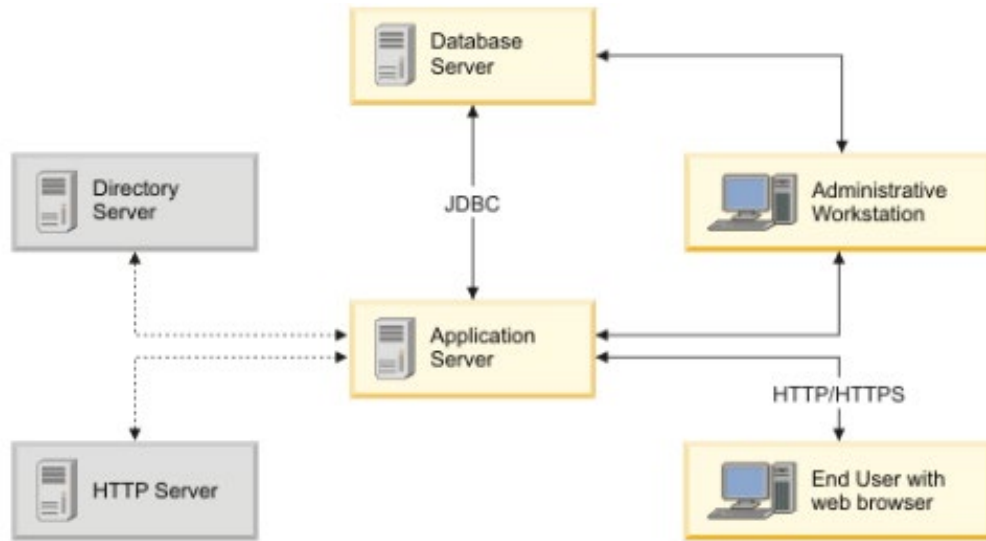 Database
Server
Directory
Server
JDBC
Administrative
Workstation
Application
Server
HTTP/HTTPS
HTTP Server
End User with
web browser